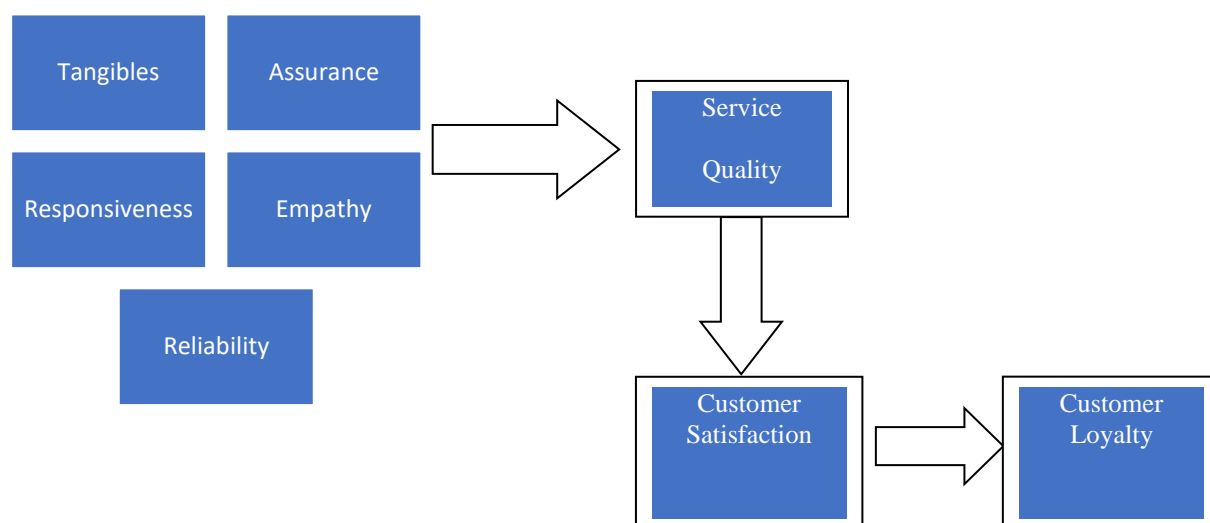 Tangibles
Assurance
Responsiveness
Empathy
Reliability
Service
Quality
Customer
Satisfaction
Customer
Loyalty